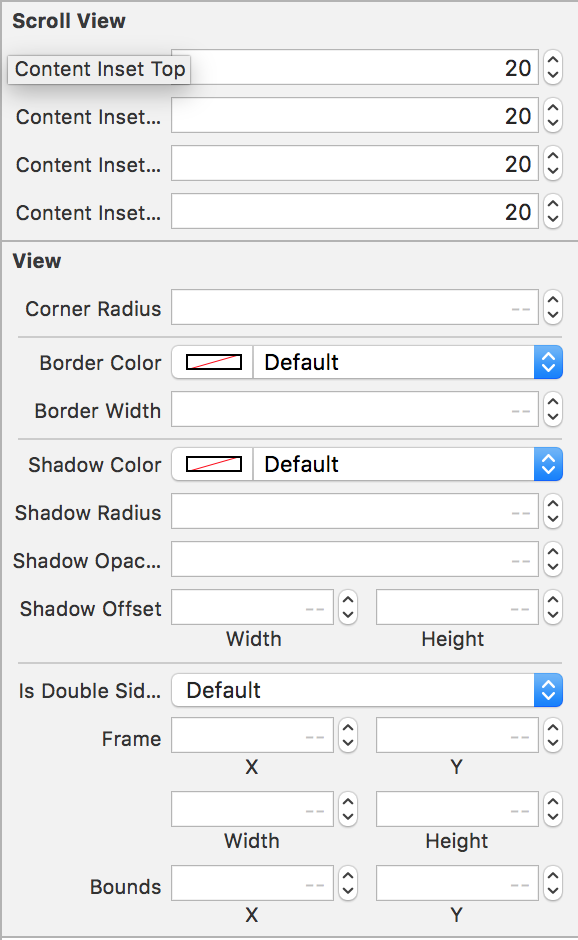 Scroll View
Content Inset Top 20
Content Inset... 20
Content Inset... 20
Content Inset... 20
View
Corner Radius --
Border Color Default
Border Width --
Shadow Color Default
Shadow Radius --
Shadow Opac... --
Shadow Offset -- --
Width Height
Is Double Sid... Default
Frame -- --
X Y
-- --
Width Height
Bounds -- --
X Y